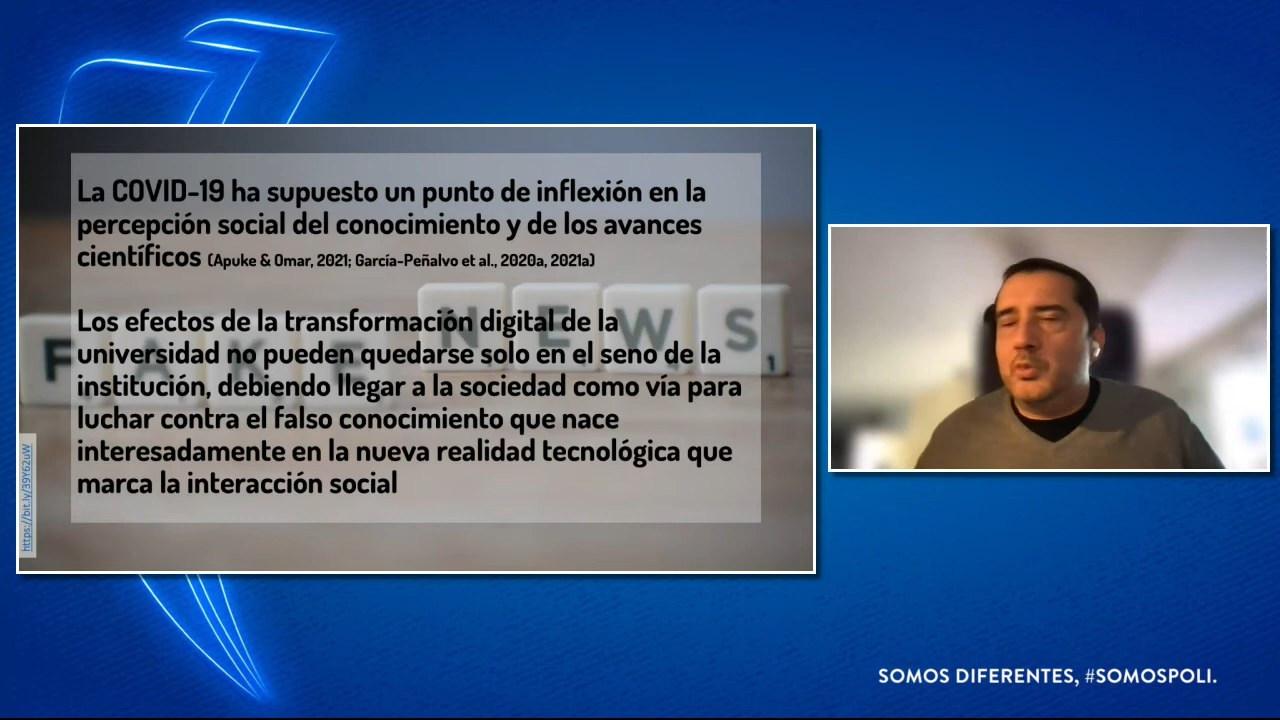 La COVID-19 ha supuesto un punto de inflexión en la
percepción social del conocimiento y de los avances
científicos (Apuke & Omar, 2021; García-Peñalvo et al., 2020a, 2021a)
Los efectos de la transformación digital de la
universidad no pueden quedarse solo en el seno de la
institución, debiendo llegar a la sociedad como vía para
luchar contra el falso conocimiento que nace
interesadamente en la nueva realidad tecnológica que
marca la interacción social
FAKE NEWS
1
https://bit.ly/39Y62uW
SOMOS DIFERENTES, #SOMOSPOLI.